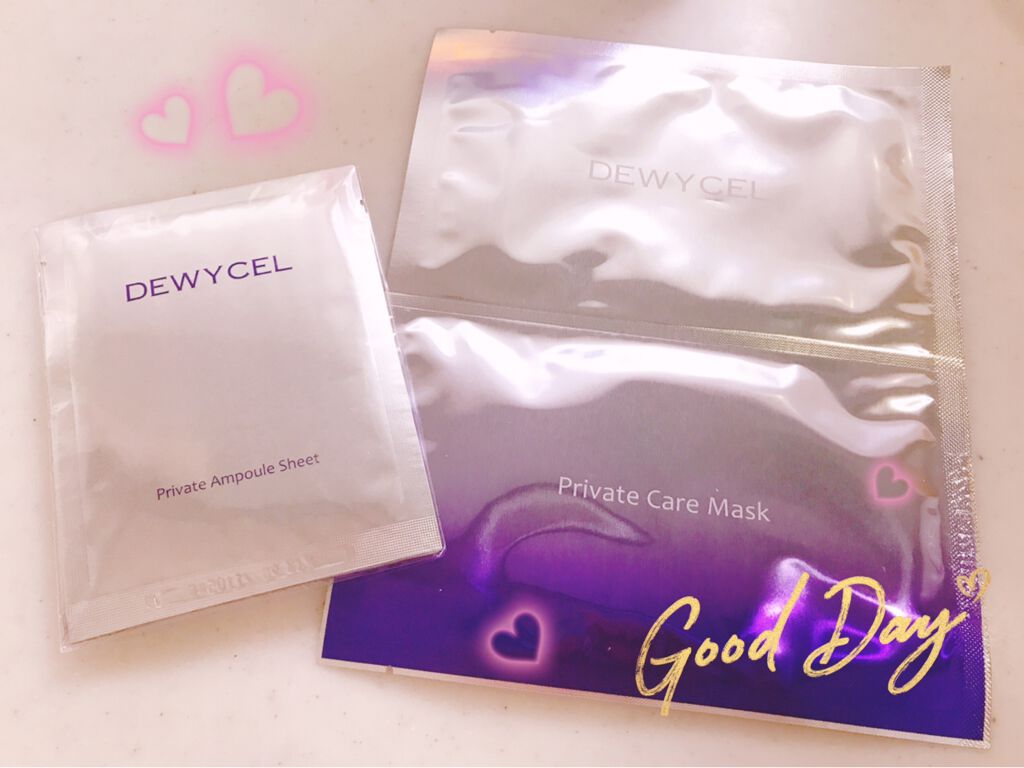 DEWYCEL
Private Ampoule Sheet
DEWYCEL
Private Care Mask
Good Day